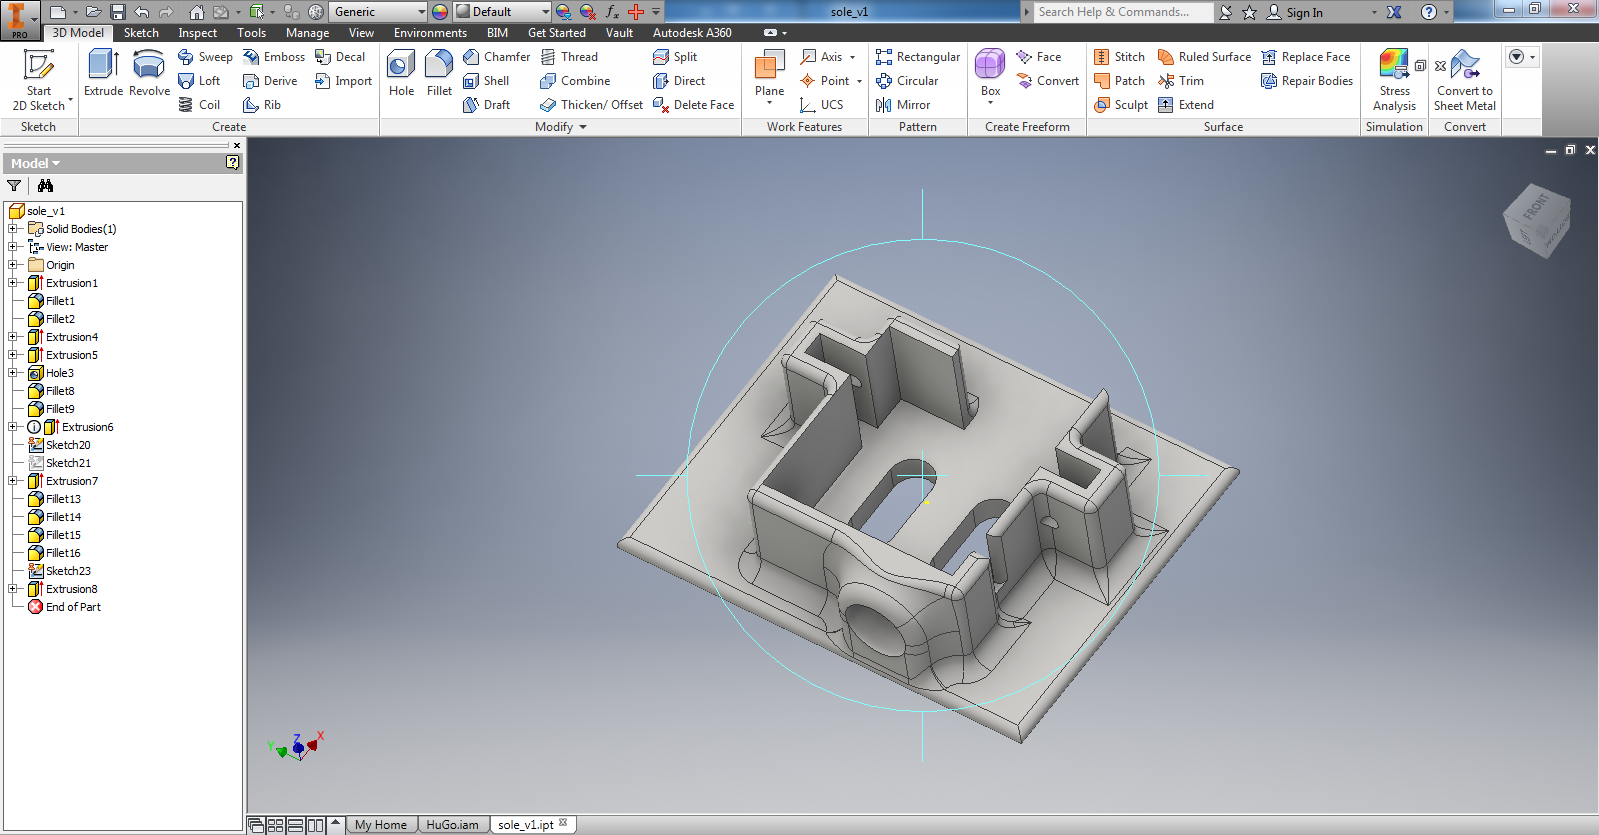 PRO
Generic
Default
fx
sole_v1
Search Help & Commands...
Sign In
3D Model
Sketch
Inspect
Tools
Manage
View
Environments
BIM
Get Started
Vault
Autodesk A360
Start
2D Sketch
Extrude
Revolve
Sweep
Loft
Coil
Emboss
Derive
Rib
Decal
Import
Hole
Fillet
Chamfer
Shell
Draft
Thread
Combine
Thicken/ Offset
Split
Direct
Delete Face
Plane
Axis
Point
UCS
Rectangular
Circular
Mirror
Box
Face
Convert
Stitch
Patch
Sculpt
Ruled Surface
Trim
Extend
Replace Face
Repair Bodies
Stress
Analysis
Convert to
Sheet Metal
Sketch
Create
Modify
Work Features
Pattern
Create Freeform
Surface
Simulation
Convert
Model
sole_v1
Solid Bodies(1)
View: Master
Origin
Extrusion1
Fillet1
Fillet2
Extrusion4
Extrusion5
Hole3
Fillet8
Fillet9
Extrusion6
Sketch20
Sketch21
Extrusion7
Fillet13
Fillet14
Fillet15
Fillet16
Sketch23
Extrusion8
End of Part
FRONT
Y
Z
X
My Home
HuGo.iam
sole_v1.ipt